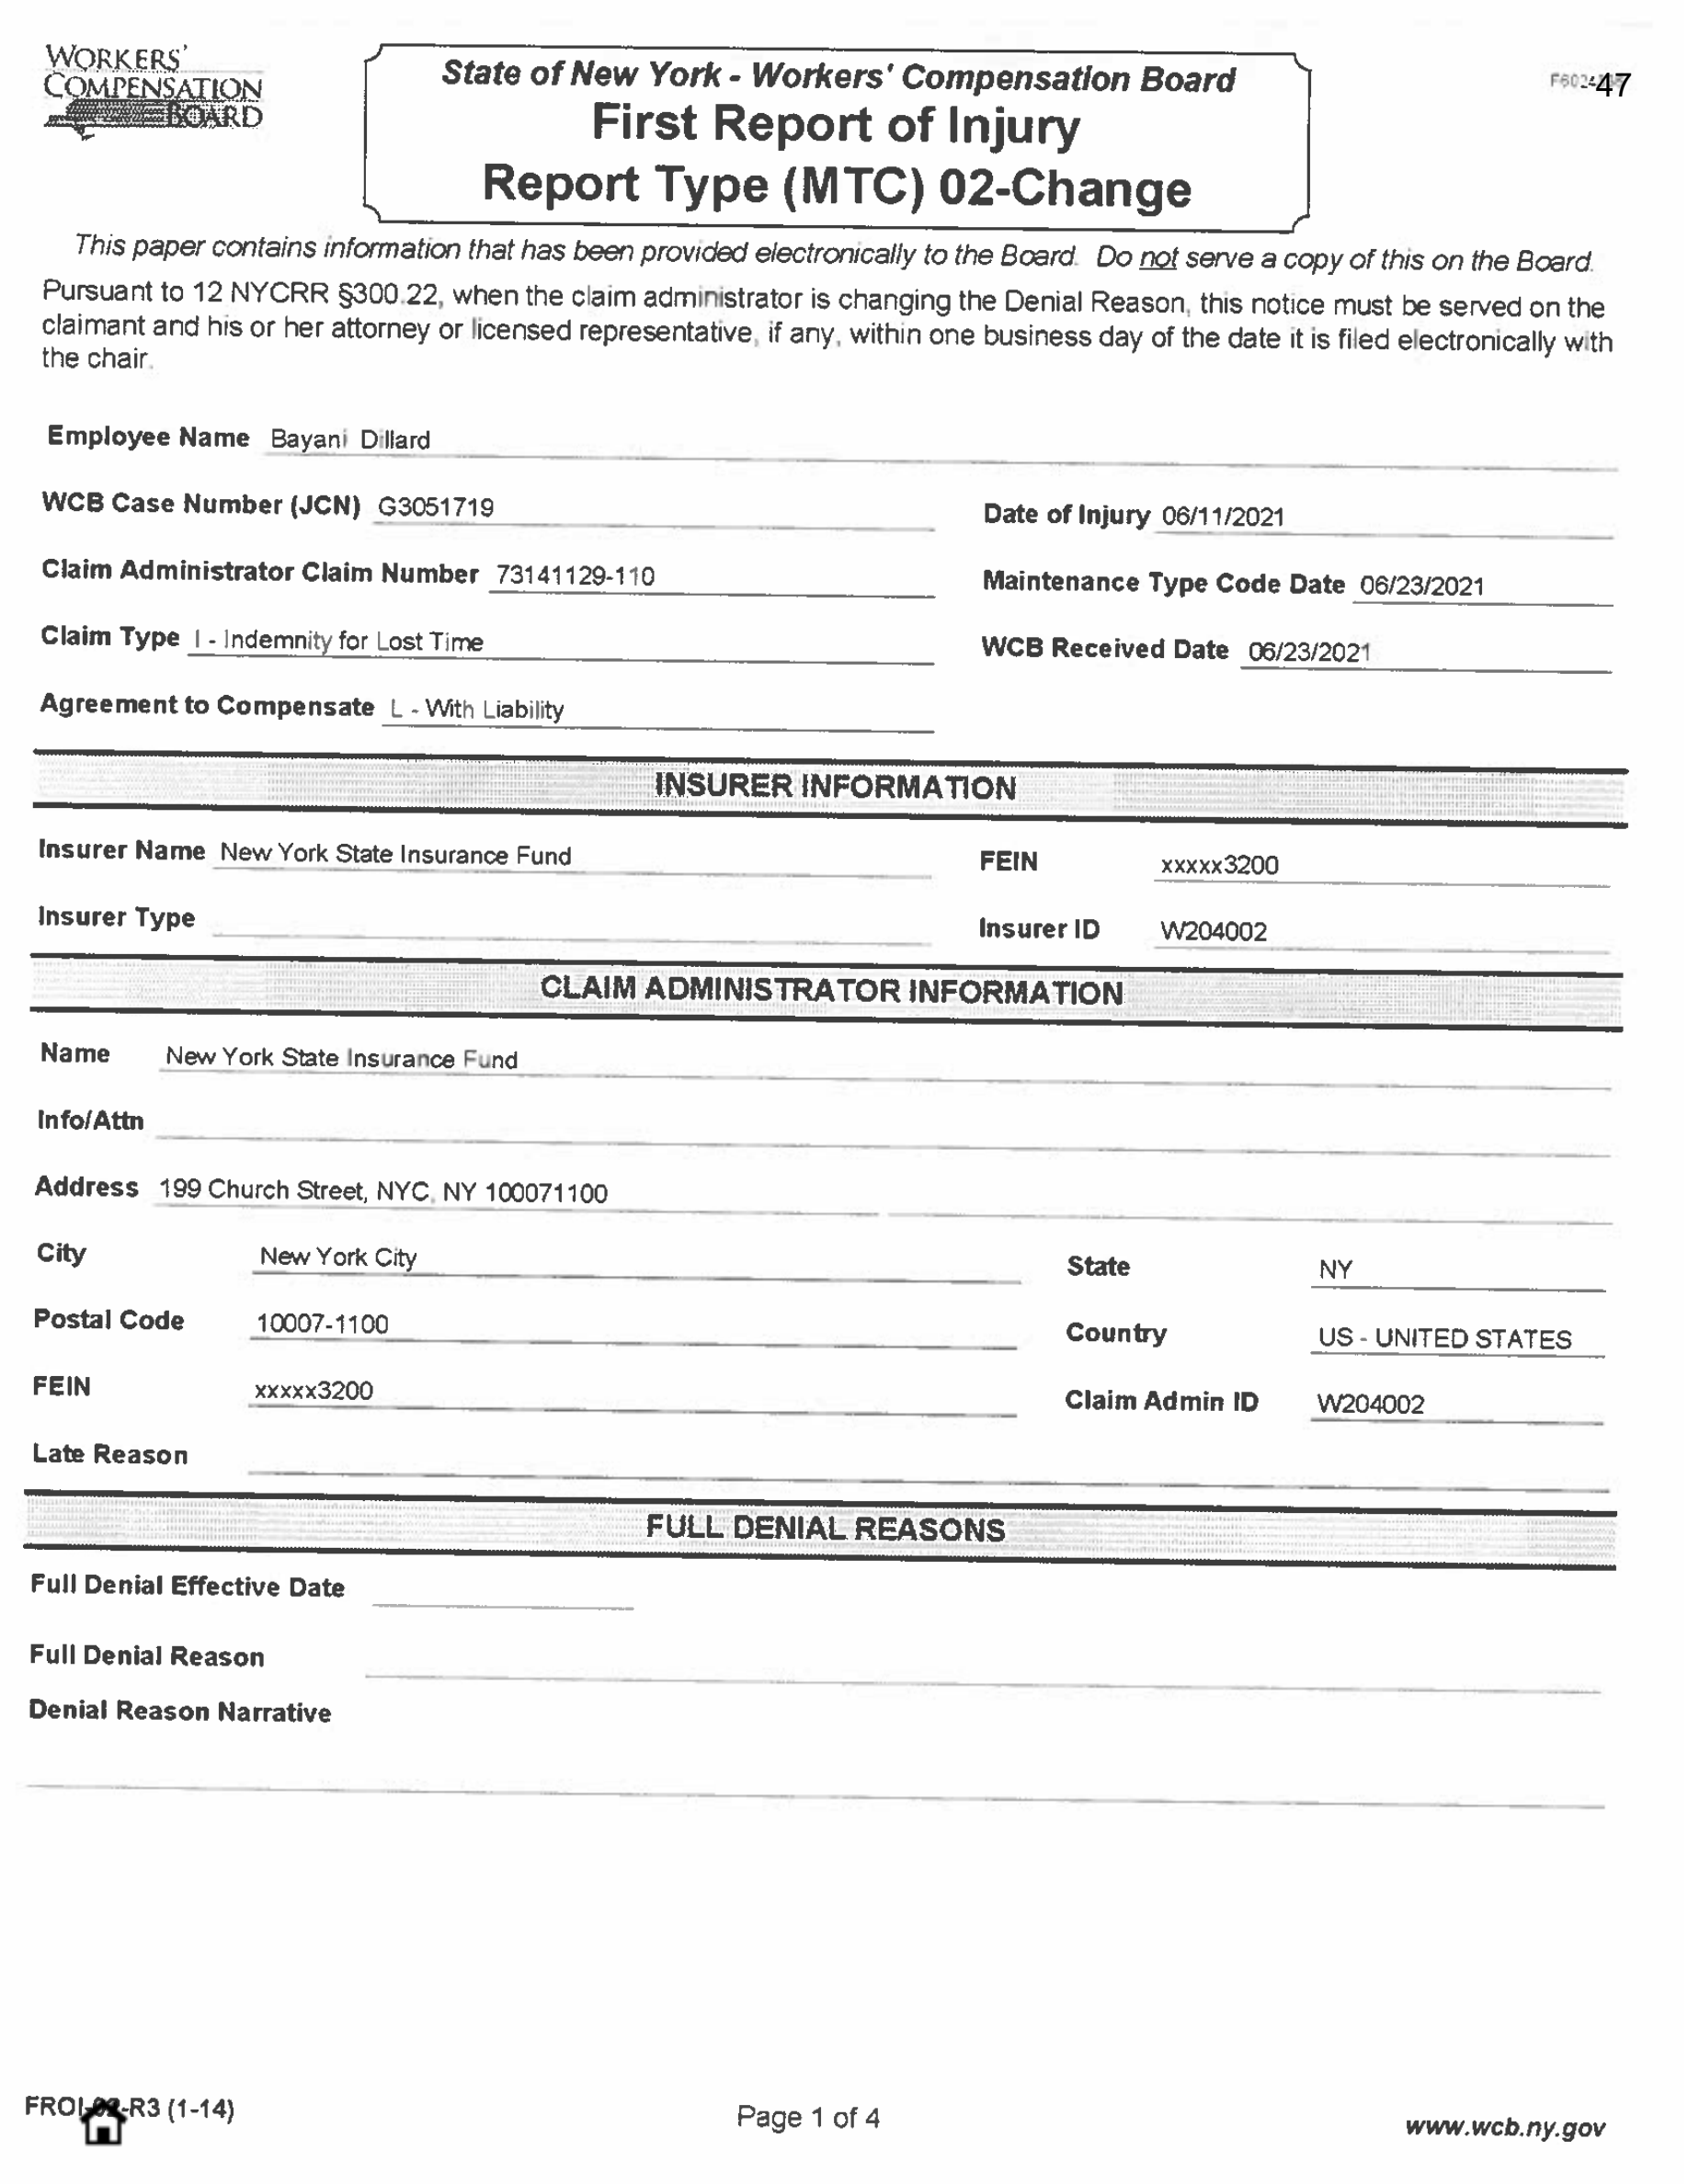 WORKERS'
COMPENSATION
BOARD
State of New York - Workers' Compensation Board
First Report of Injury
Report Type (MTC) 02-Change
47
This paper contains information that has been provided electronically to the Board. Do not serve a copy of this on the Board.
Pursuant to 12 NYCRR §300.22, when the claim administrator is changing the Denial Reason, this notice must be served on the
claimant and his or her attorney or licensed representative, if any, within one business day of the date it is filed electronically with
the chair.
Employee Name Bayani Dillard
WCB Case Number (JCN) G3051719
Date of Injury 06/11/2021
Claim Administrator Claim Number 73141129-110
Maintenance Type Code Date 06/23/2021
Claim Type I - Indemnity for Lost Time
WCB Received Date 06/23/2021
Agreement to Compensate L - With Liability
INSURER INFORMATION
Insurer Name New York State Insurance Fund
FEIN xxxxx3200
Insurer Type
Insurer ID W204002
CLAIM ADMINISTRATOR INFORMATION
Name New York State Insurance Fund
Info/Attn
Address 199 Church Street, NYC, NY 100071100
City New York City
State NY
Postal Code 10007-1100
Country US - UNITED STATES
FEIN xxxxx3200
Claim Admin ID W204002
Late Reason
FULL DENIAL REASONS
Full Denial Effective Date
Full Denial Reason
Denial Reason Narrative
-R3 (1-14)
Page 1 of 4
www.wcb.ny.gov